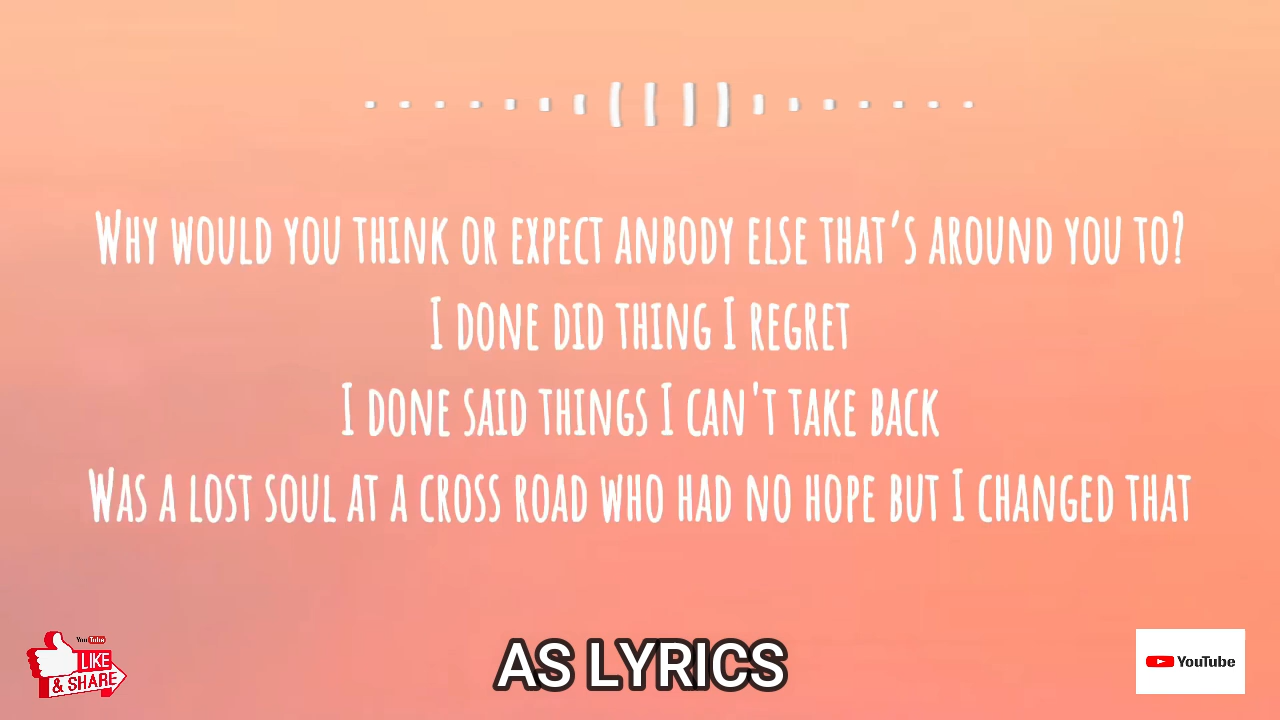 Why would you think or expect anbody else that’s around you to?
I done did thing I regret
I done said things I can't take back
Was a lost soul at a cross road who had no hope but I changed that
YouTube
LIKE
& SHARE
AS LYRICS
YouTube